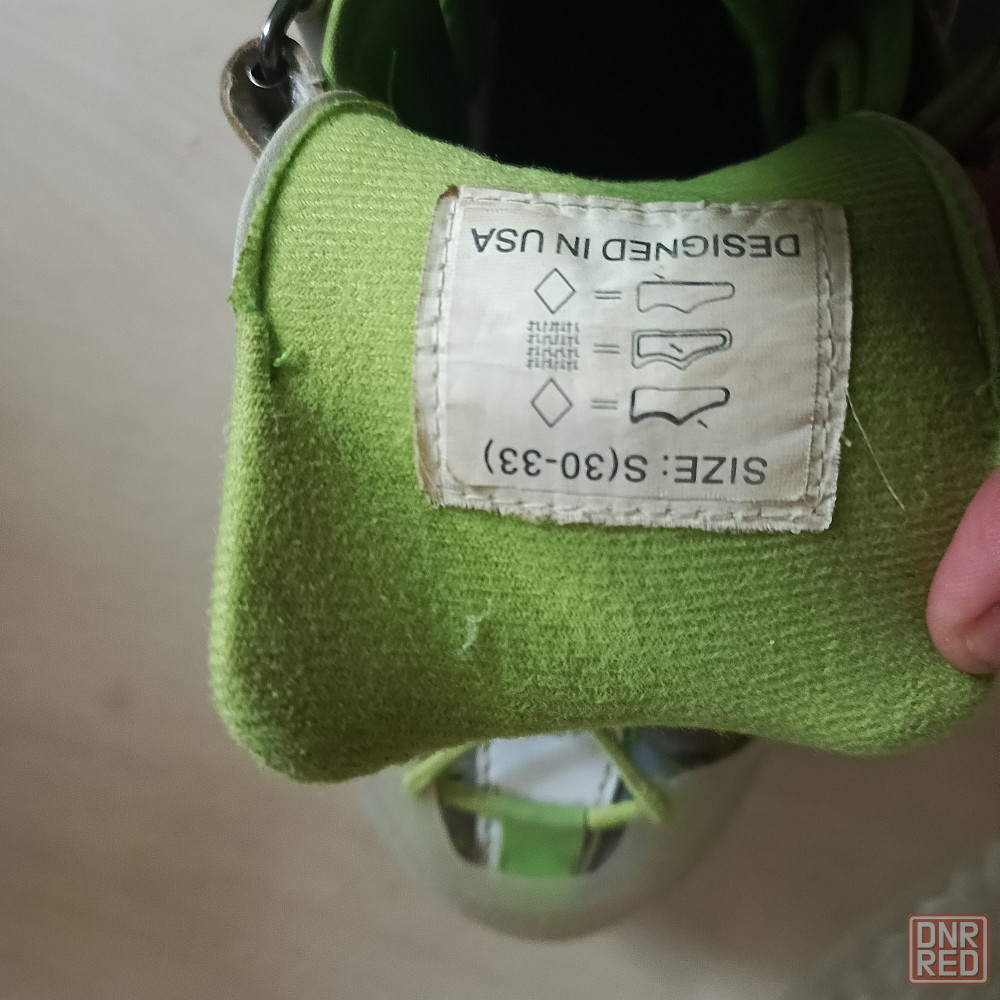 SIZE: S(30-33)
DESIGNED IN USA
DNR
RED